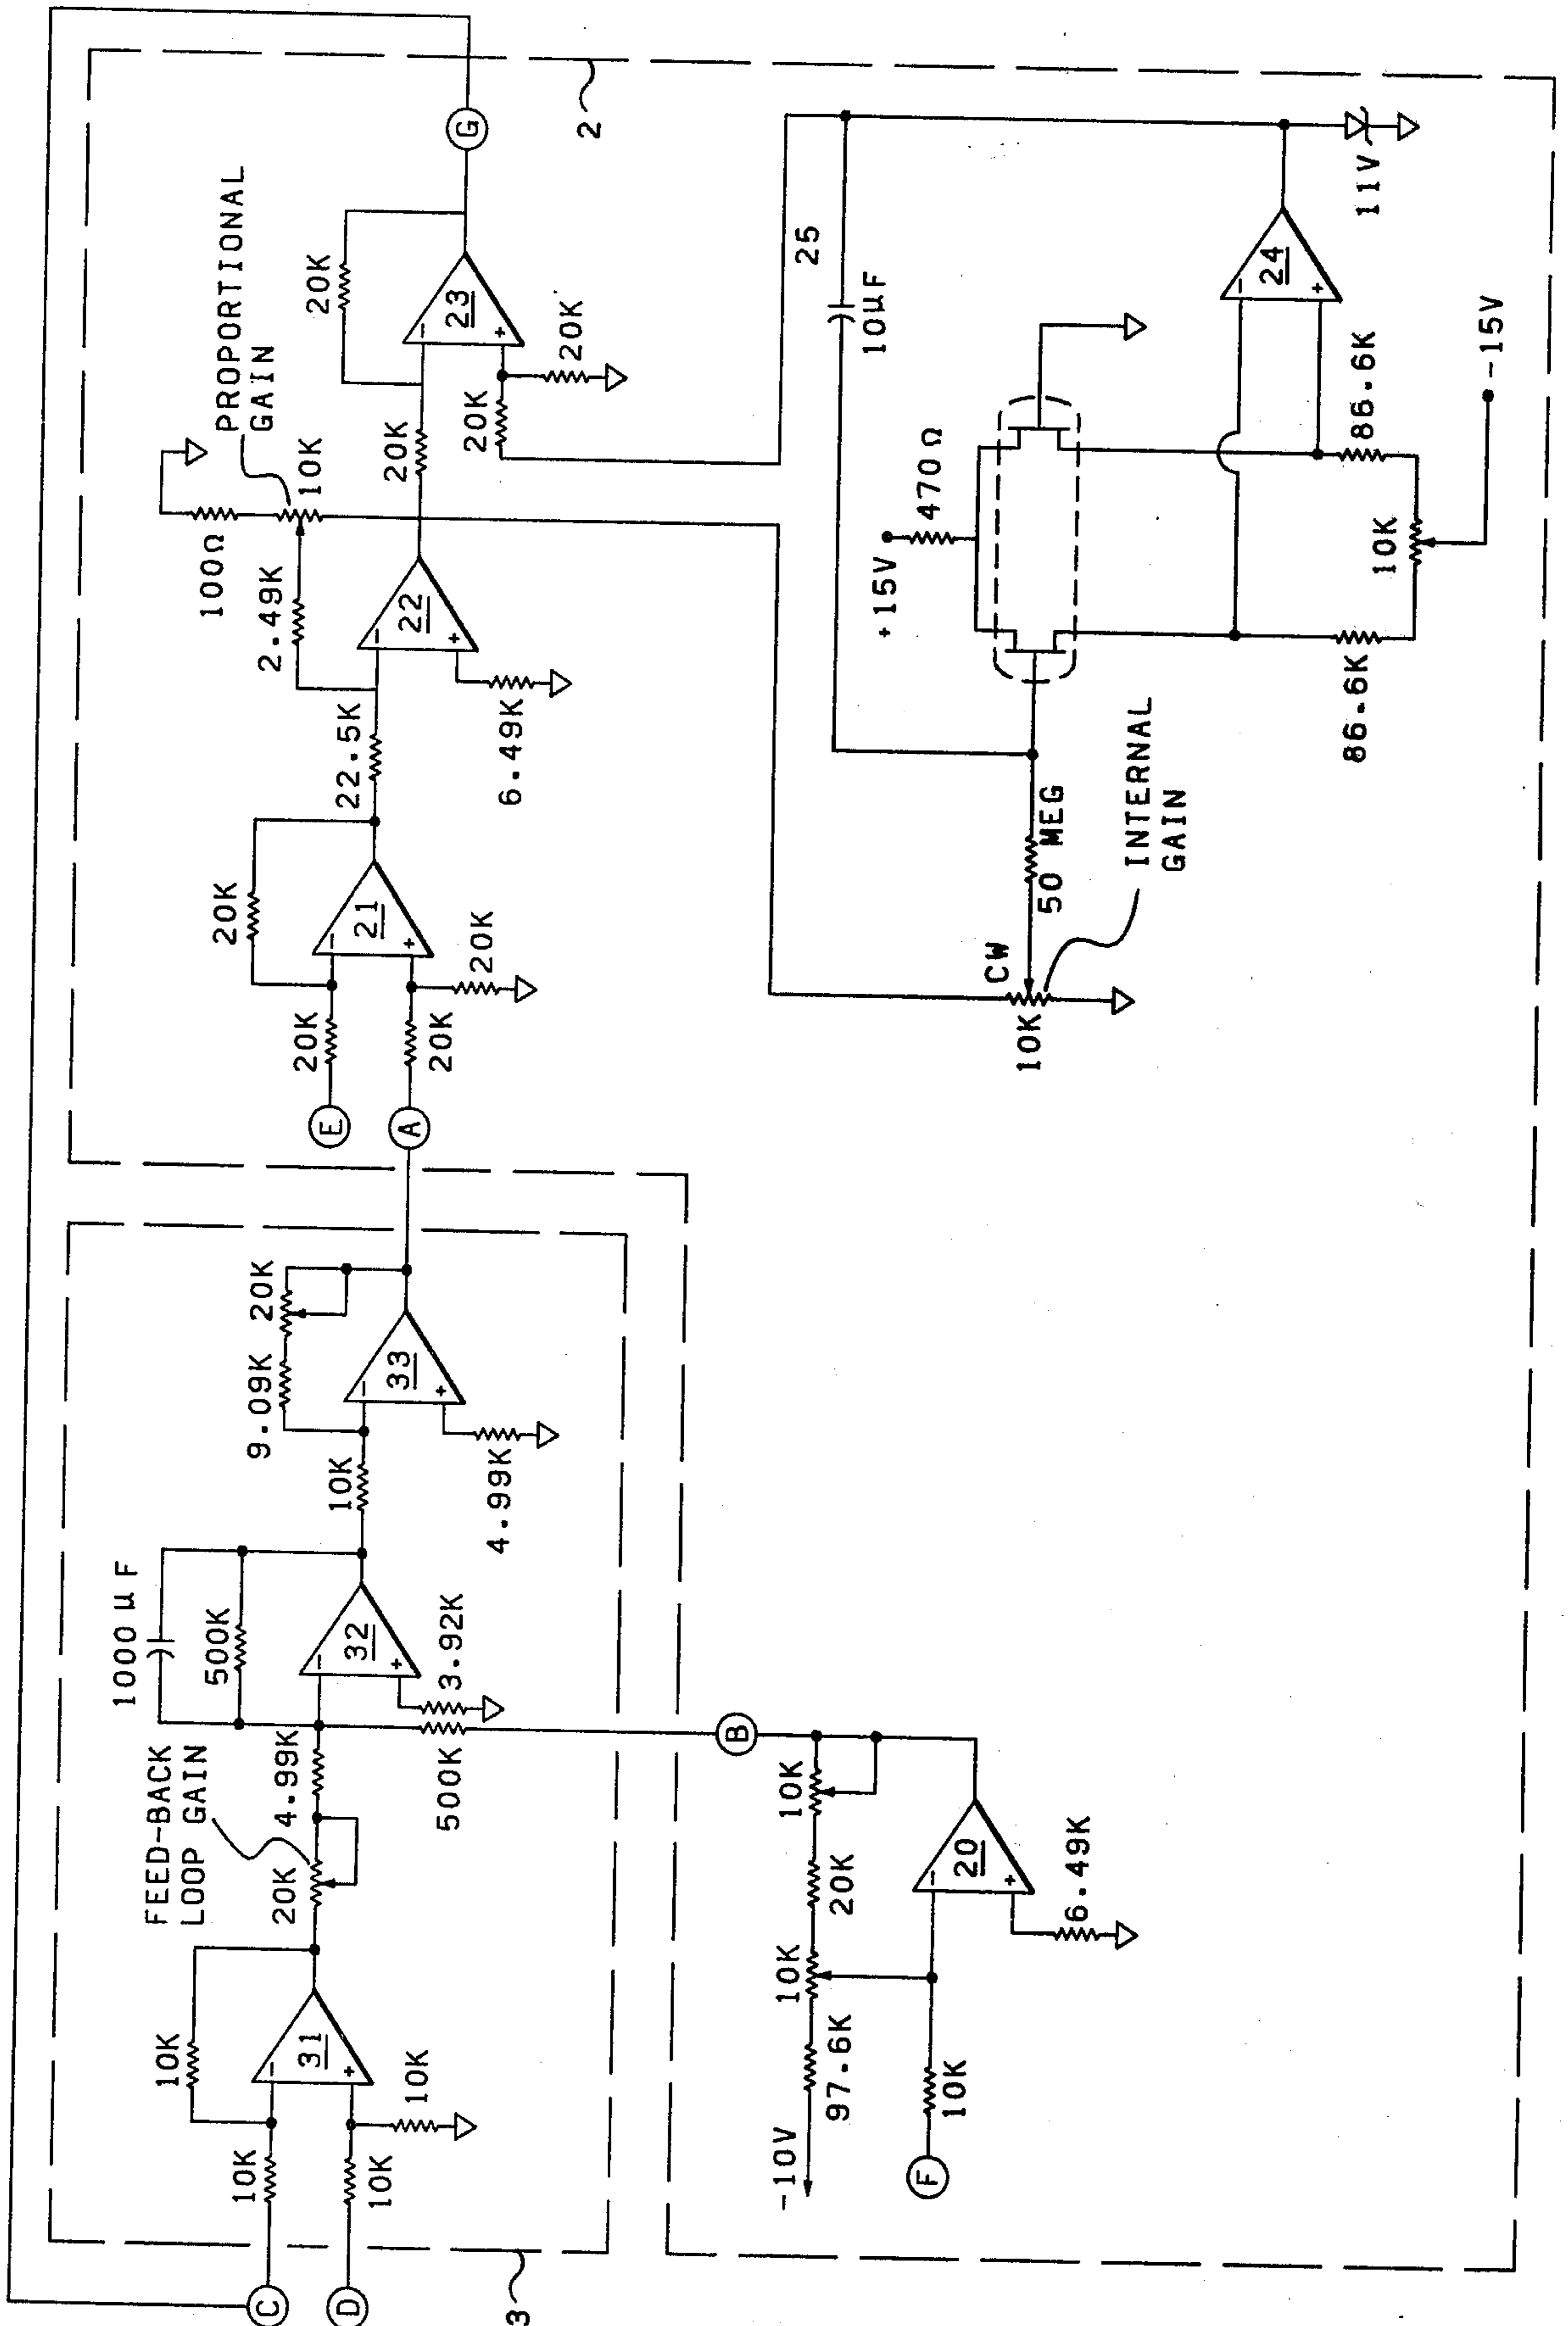 C
D
3
10K
10K
10K
31
-
+
10K
FEED-BACK
LOOP GAIN
20K
4.99K
1000 µF
500K
32
-
+
3.92K
500K
10K
9.09K
20K
33
-
+
4.99K
A
E
B
-10V
97.6K
10K
20K
10K
F
10K
20
-
+
6.49K
20K
20K
20K
21
-
+
20K
22.5K
2.49K
100Ω
PROPORTIONAL
GAIN
10K
22
-
+
6.49K
20K
20K
20K
23
-
+
20K
G
2
10K
CW
50 MEG
INTERNAL
GAIN
25
10µF
+15V
470Ω
86.6K
10K
86.6K
-15V
24
-
+
11V